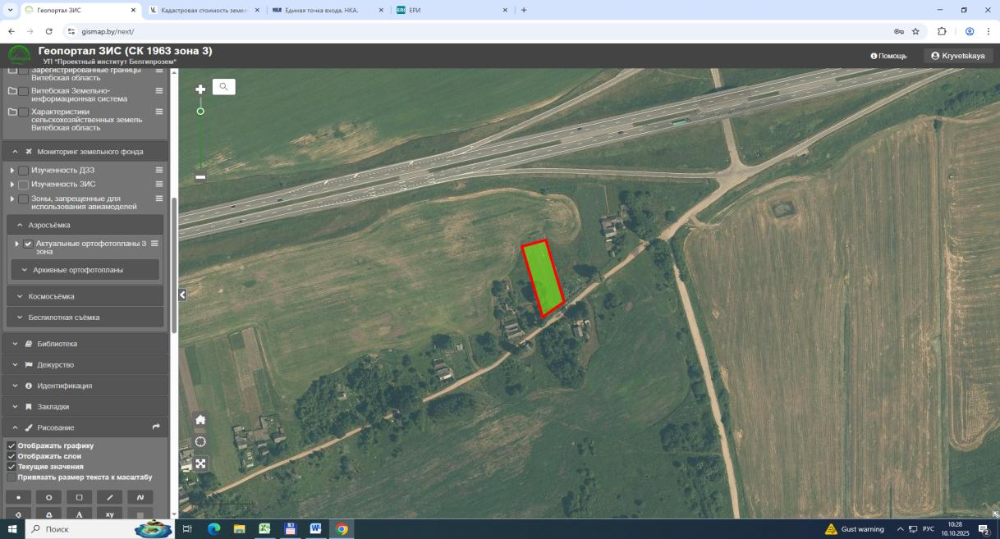 Геопортал ЗИС
Кадастровая стоимость земел
Единая точка входа. НКА.
ERI
ЕРИ
gismap.by/next/
Геопортал ЗИС (СК 1963 зона 3)
УП "Проектный институт Белгипрозем"
Помощь
Kryvetskaya
Зарегистрированные границы
Витебская область
Витебская Земельно-
информационная система
Характеристики
сельскохозяйственных земель
Витебская область
Мониторинг земельного фонда
Изученность ДЗЗ
Изученность ЗИС
Зоны, запрещенные для
использования авиамоделей
Аэросъёмка
Актуальные ортофотопланы 3
зона
Архивные ортофотопланы
Космосъёмка
Беспилотная съёмка
Библиотека
Дежурство
Идентификация
Закладки
Рисование
Отображать графику
Отображать слои
Текущие значения
Привязать размер текста к масштабу
A
xy
Поиск
Gust warning
РУС
10:28
10.10.2025
2